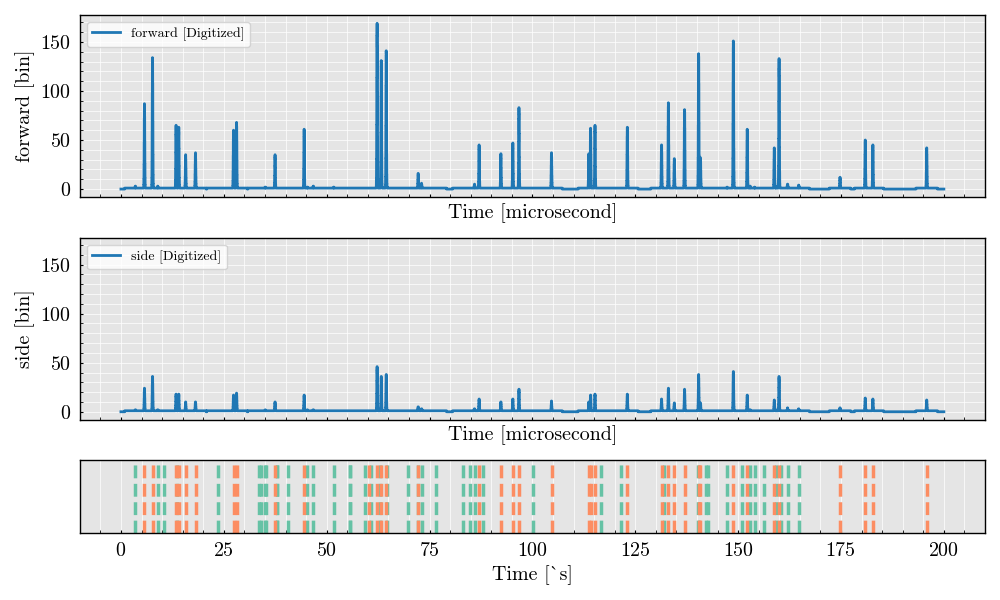 forward [Digitized]
150
100
50
0
forward [bin]
Time [microsecond]
side [Digitized]
150
100
50
0
side [bin]
Time [microsecond]
0 25 50 75 100 125 150 175 200
Time [`s]